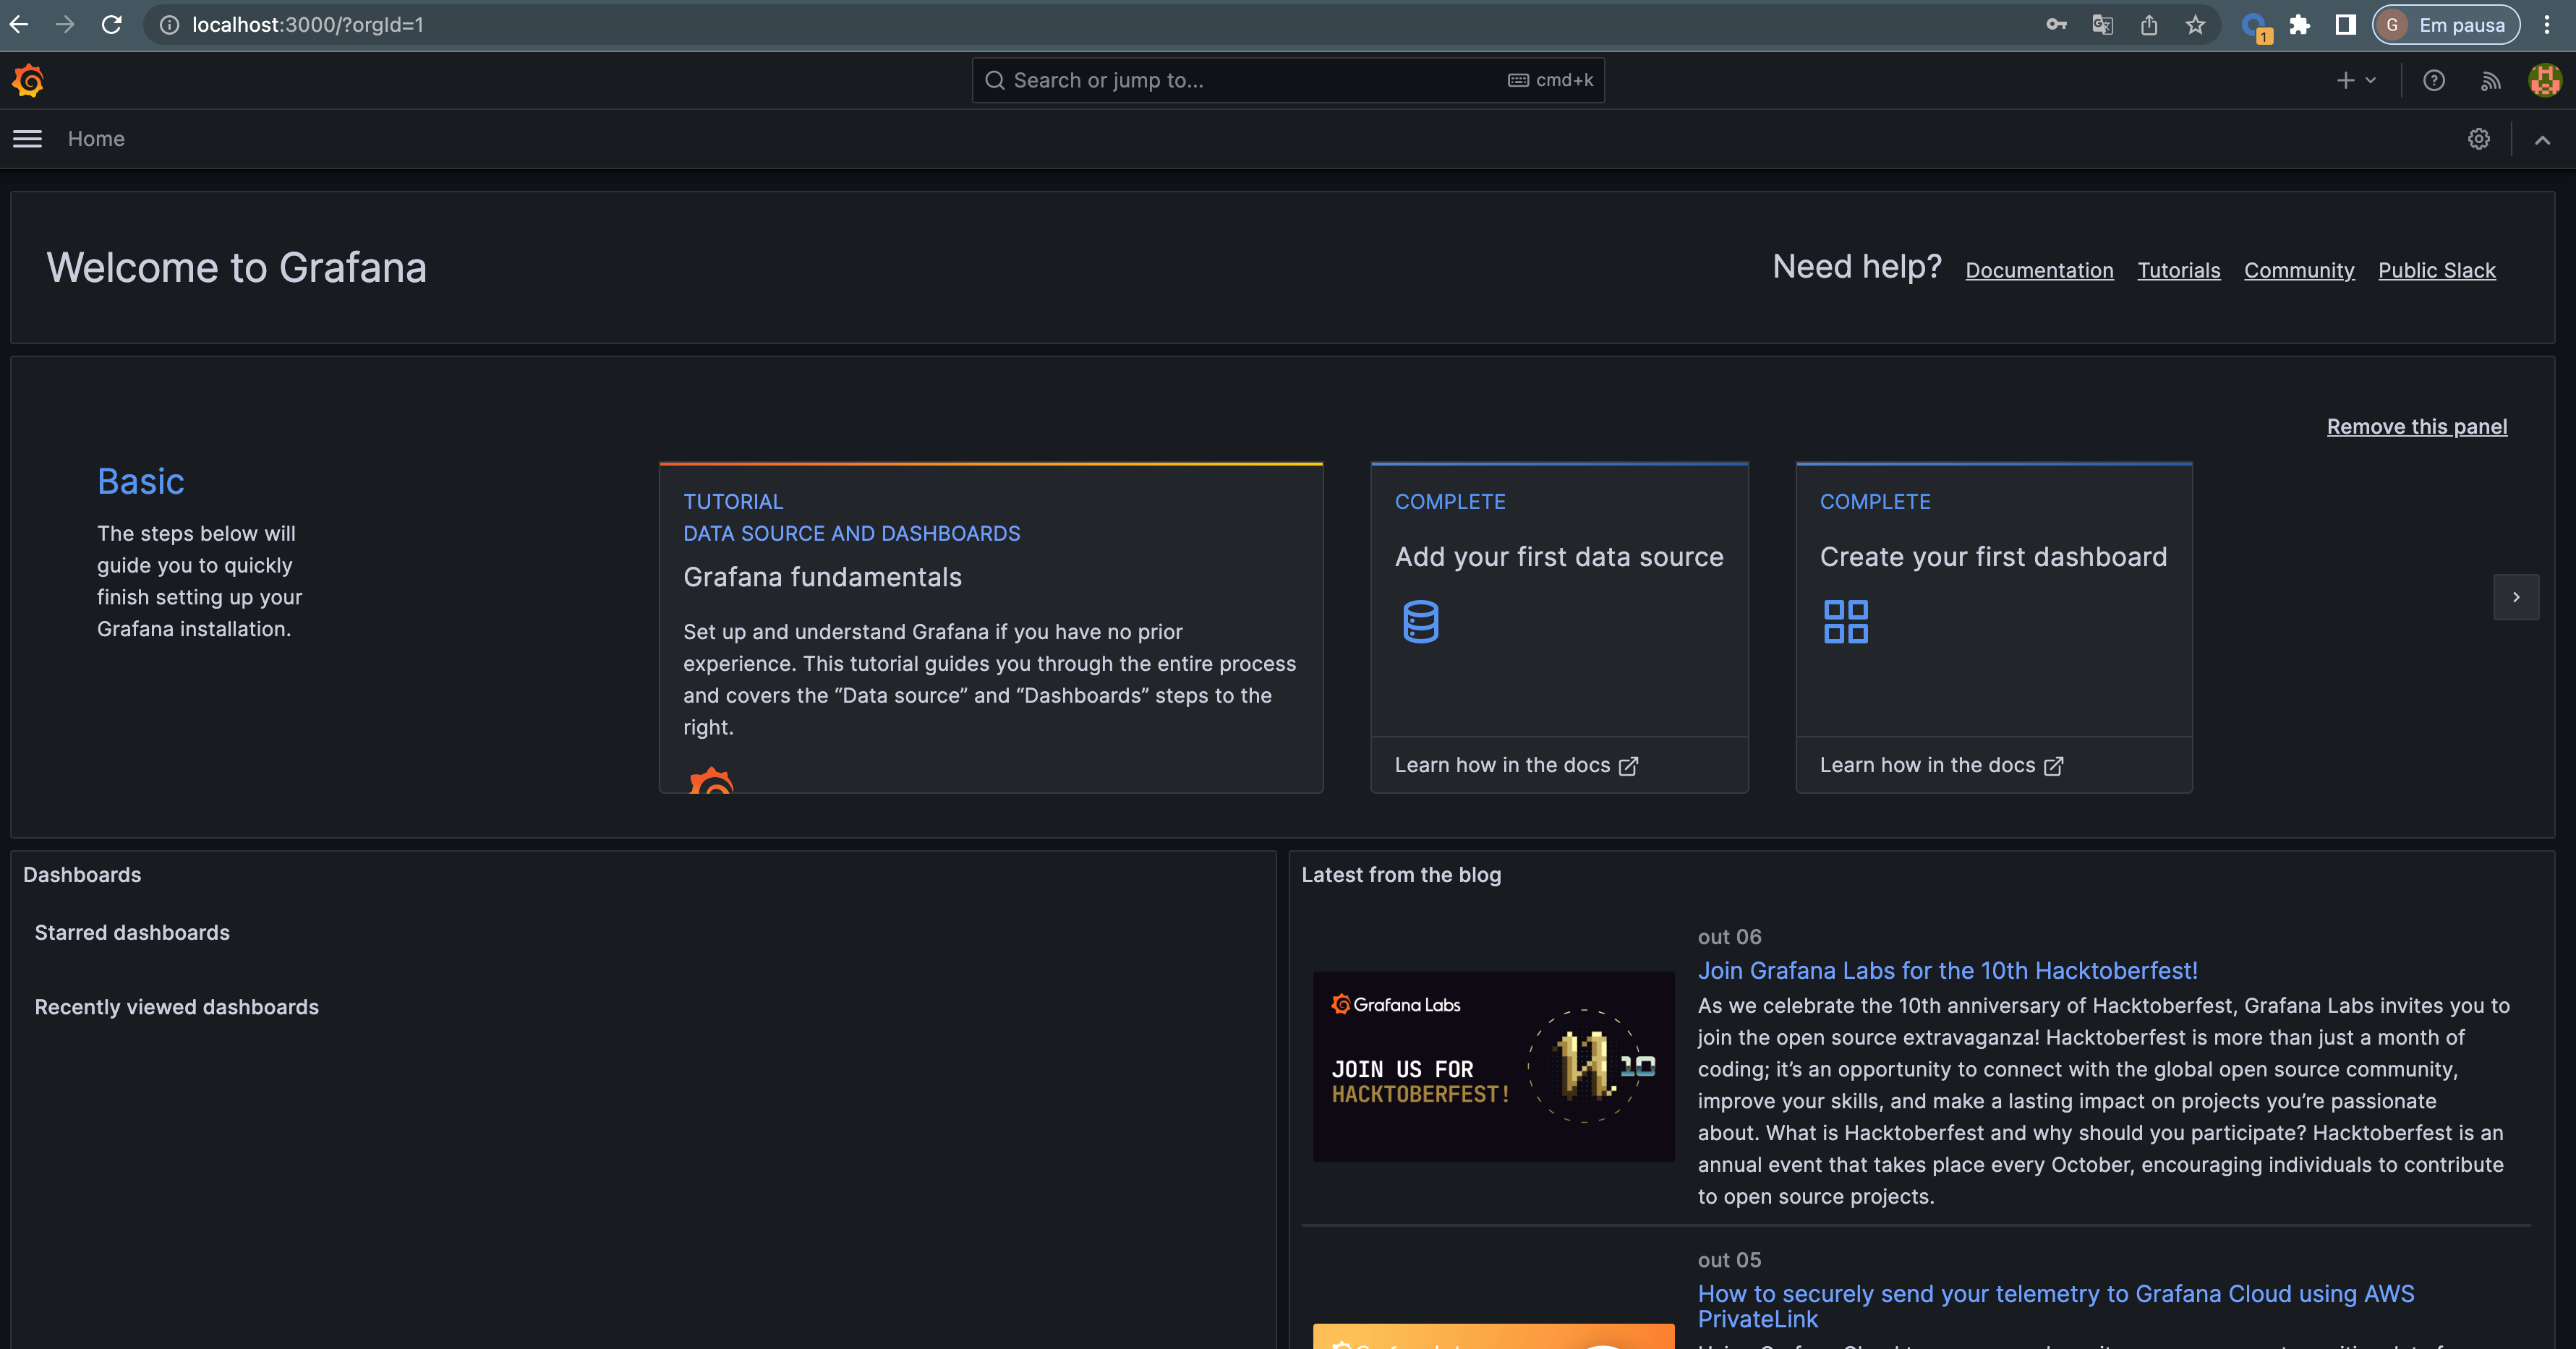 localhost:3000/?orgId=1
1
G
Em pausa
Search or jump to...
cmd+k
Home
Welcome to Grafana
Need help?
Documentation
Tutorials
Community
Public Slack
Remove this panel
Basic
The steps below will
guide you to quickly
finish setting up your
Grafana installation.
TUTORIAL
DATA SOURCE AND DASHBOARDS
Grafana fundamentals
Set up and understand Grafana if you have no prior
experience. This tutorial guides you through the entire process
and covers the “Data source” and “Dashboards” steps to the
right.
COMPLETE
Add your first data source
Learn how in the docs
COMPLETE
Create your first dashboard
Learn how in the docs
Dashboards
Starred dashboards
Recently viewed dashboards
Latest from the blog
Grafana Labs
JOIN US FOR
HACKTOBERFEST!
H
10
out 06
Join Grafana Labs for the 10th Hacktoberfest!
As we celebrate the 10th anniversary of Hacktoberfest, Grafana Labs invites you to
join the open source extravaganza! Hacktoberfest is more than just a month of
coding; it’s an opportunity to connect with the global open source community,
improve your skills, and make a lasting impact on projects you’re passionate
about. What is Hacktoberfest and why should you participate? Hacktoberfest is an
annual event that takes place every October, encouraging individuals to contribute
to open source projects.
out 05
How to securely send your telemetry to Grafana Cloud using AWS
PrivateLink